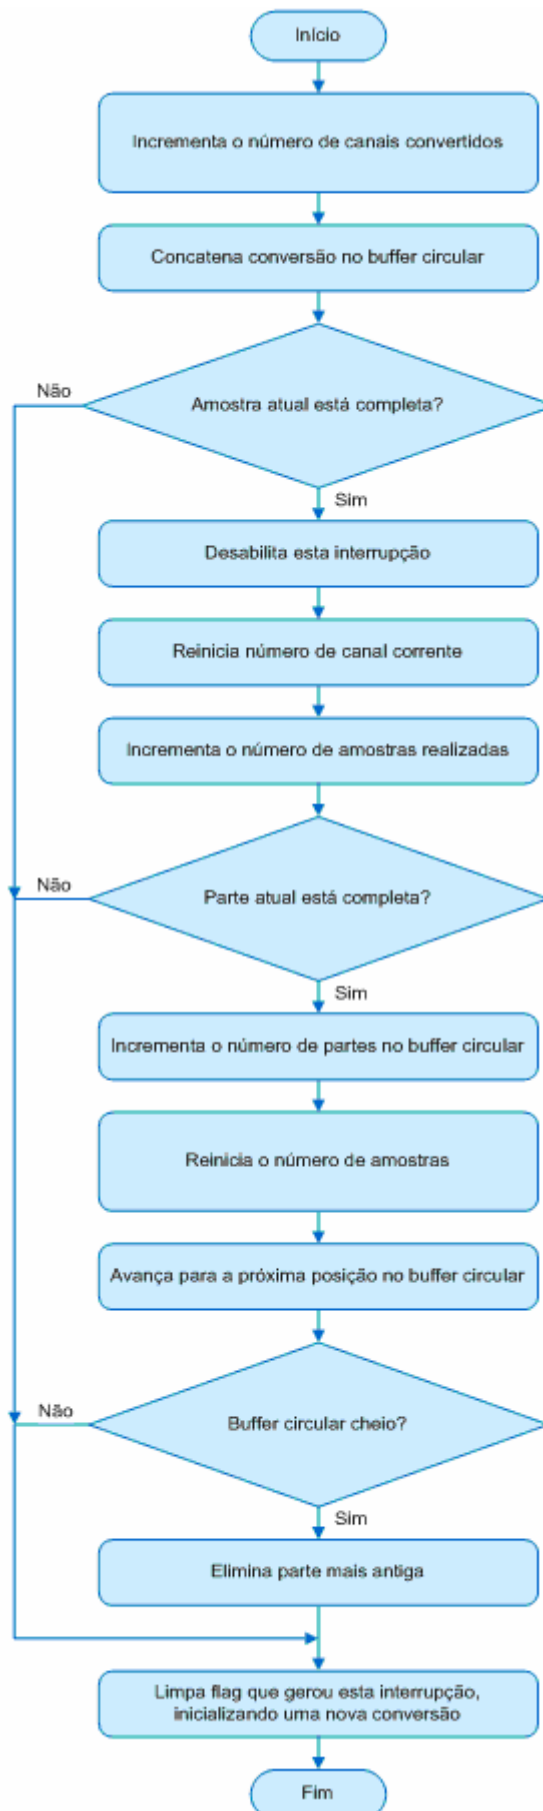 Início
Incrementa o número de canais convertidos
Concatena conversão no buffer circular
Não
Amostra atual está completa?
Sim
Desabilita esta interrupção
Reinicia número de canal corrente
Incrementa o número de amostras realizadas
Não
Parte atual está completa?
Sim
Incrementa o número de partes no buffer circular
Reinicia o número de amostras
Avança para a próxima posição no buffer circular
Não
Buffer circular cheio?
Sim
Elimina parte mais antiga
Limpa flag que gerou esta interrupção,
inicializando uma nova conversão
Fim